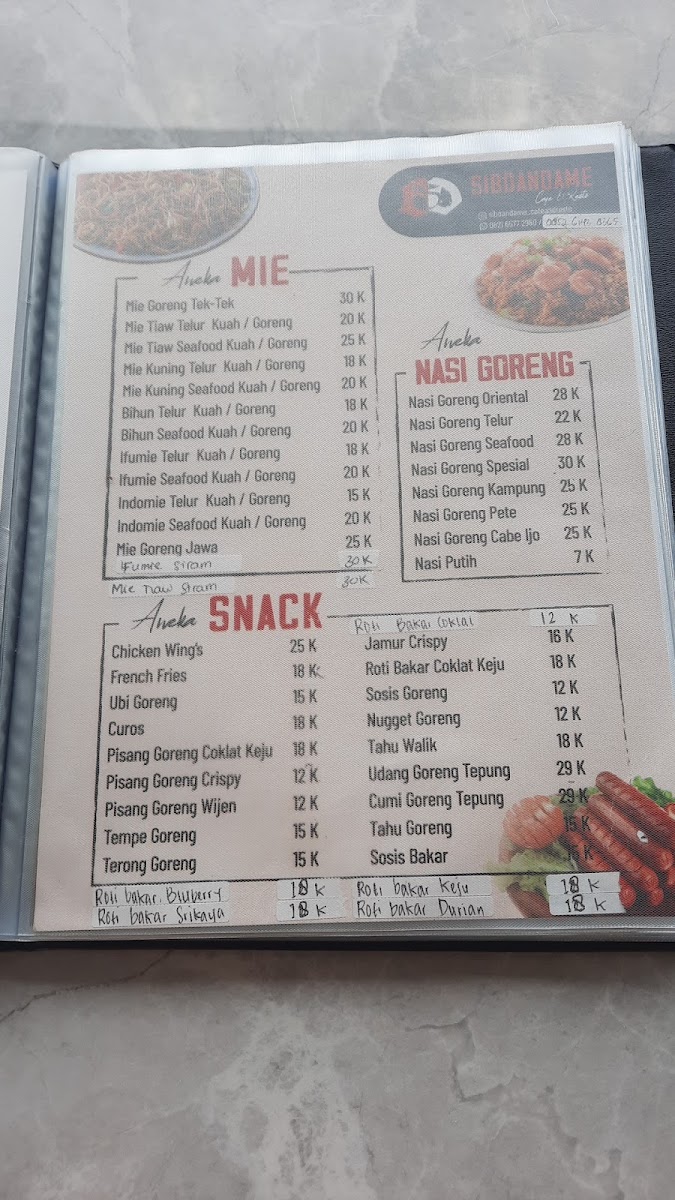 SIBDANDAME
Cafe & Resto
sibdandame_cafeandresto
Aneka MIE
Mie Goreng Tek-Tek 30 K
Mie Tiaw Telur Kuah / Goreng 20 K
Mie Tiaw Seafood Kuah / Goreng 25 K
Mie Kuning Telur Kuah / Goreng 18 K
Mie Kuning Seafood Kuah / Goreng 20 K
Bihun Telur Kuah / Goreng 18 K
Bihun Seafood Kuah / Goreng 20 K
Ifumie Telur Kuah / Goreng 18 K
Ifumie Seafood Kuah / Goreng 20 K
Indomie Telur Kuah / Goreng 15 K
Indomie Seafood Kuah / Goreng 20 K
Mie Goreng Jawa 25 K
IFumie Siram 30K
Mie Tiaw Siram 30K
Aneka
NASI GORENG
Nasi Goreng Oriental 28 K
Nasi Goreng Telur 22 K
Nasi Goreng Seafood 28 K
Nasi Goreng Spesial 30 K
Nasi Goreng Kampung 25 K
Nasi Goreng Pete 25 K
Nasi Goreng Cabe Ijo 25 K
Nasi Putih 7 K
Aneka SNACK
Chicken Wing's 25 K
French Fries 18 K
Ubi Goreng 15 K
Curos 18 K
Pisang Goreng Coklat Keju 18 K
Pisang Goreng Crispy 12 K
Pisang Goreng Wijen 12 K
Tempe Goreng 15 K
Terong Goreng 15 K
Roti bakar Bluberry 18 K
Roti bakar Srikaya 18 K
Roti Bakar Coklat 12 K
Jamur Crispy 16 K
Roti Bakar Coklat Keju 18 K
Sosis Goreng 12 K
Nugget Goreng 12 K
Tahu Walik 18 K
Udang Goreng Tepung 29 K
Cumi Goreng Tepung 29 K
Tahu Goreng 15 K
Sosis Bakar
Roti bakar Keju 18 K
Roti bakar Durian 18 K